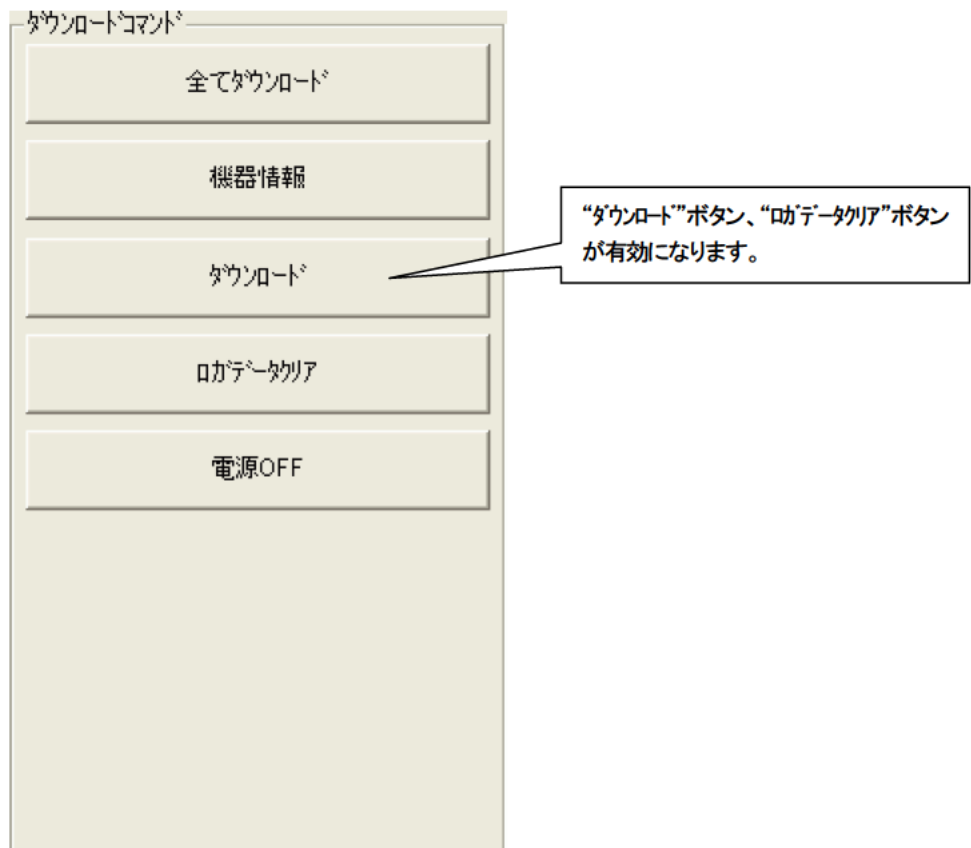 ﾀﾞｳﾝﾛｰﾄﾞｺﾏﾝﾄﾞ
全てﾀﾞｳﾝﾛｰﾄﾞ
機器情報
ﾀﾞｳﾝﾛｰﾄﾞ
ﾛｶﾞﾃﾞｰﾀｸﾘｱ
電源OFF
“ﾀﾞｳﾝﾛｰﾄﾞ”ボタン、“ﾛｶﾞﾃﾞｰﾀｸﾘｱ”ボタン
が有効になります。